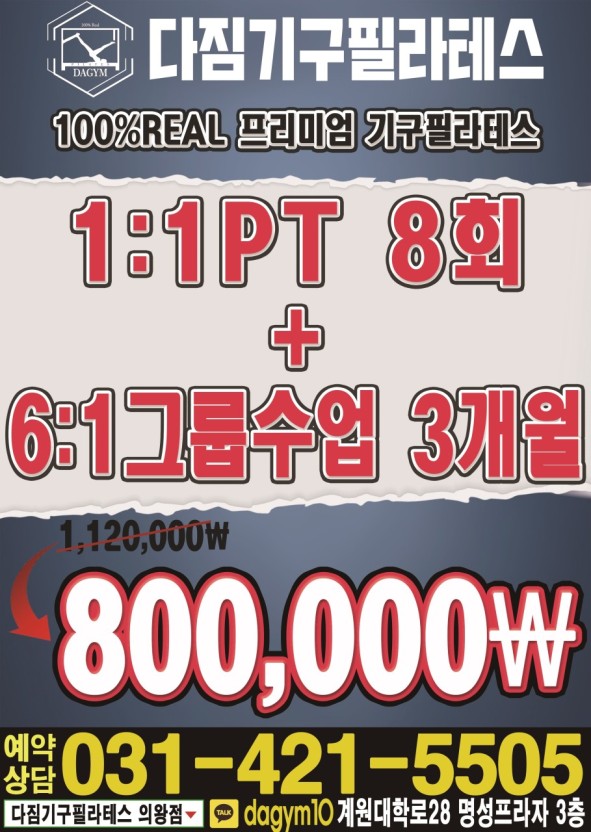 다짐기구필라테스
DAGYM
100%REAL 프리미엄 기구필라테스
1:1PT 8회
+
6:1그룹수업 3개월
1,120,000₩
800,000₩
예약
상담 031-421-5505
다짐기구필라테스 의왕점 TALK dagym10 계원대학로28 명성프라자 3층